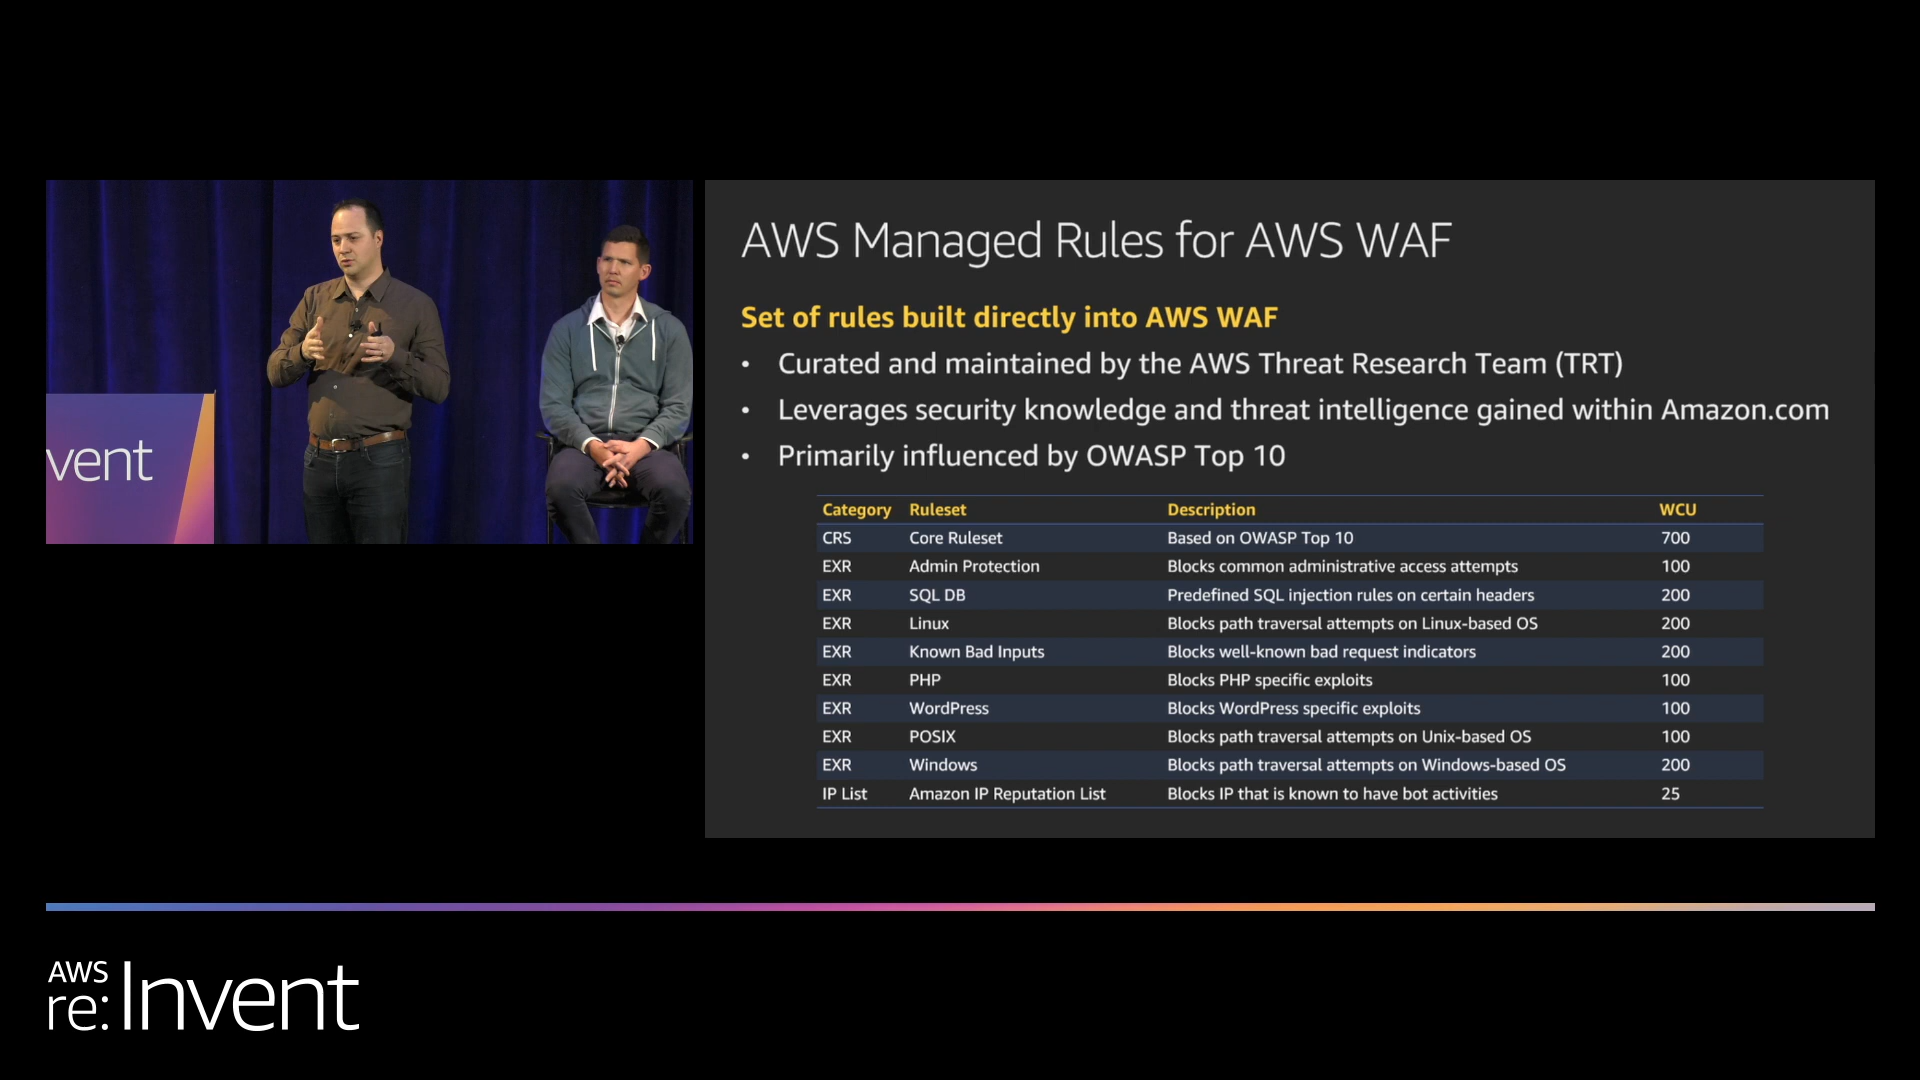 vent
AWS Managed Rules for AWS WAF
Set of rules built directly into AWS WAF
• Curated and maintained by the AWS Threat Research Team (TRT)
• Leverages security knowledge and threat intelligence gained within Amazon.com
• Primarily influenced by OWASP Top 10
Category Ruleset Description WCU
CRS Core Ruleset Based on OWASP Top 10 700
EXR Admin Protection Blocks common administrative access attempts 100
EXR SQL DB Predefined SQL injection rules on certain headers 200
EXR Linux Blocks path traversal attempts on Linux-based OS 200
EXR Known Bad Inputs Blocks well-known bad request indicators 200
EXR PHP Blocks PHP specific exploits 100
EXR WordPress Blocks WordPress specific exploits 100
EXR POSIX Blocks path traversal attempts on Unix-based OS 100
EXR Windows Blocks path traversal attempts on Windows-based OS 200
IP List Amazon IP Reputation List Blocks IP that is known to have bot activities 25
AWS
re:Invent